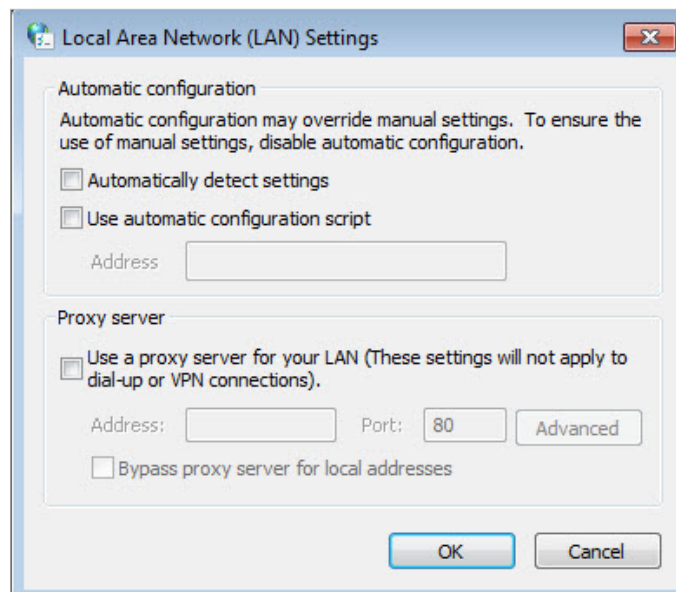 Local Area Network (LAN) Settings
Automatic configuration
Automatic configuration may override manual settings. To ensure the
use of manual settings, disable automatic configuration.
Automatically detect settings
Use automatic configuration script
Address
Proxy server
Use a proxy server for your LAN (These settings will not apply to
dial-up or VPN connections).
Address: Port: 80 Advanced
Bypass proxy server for local addresses
OK Cancel